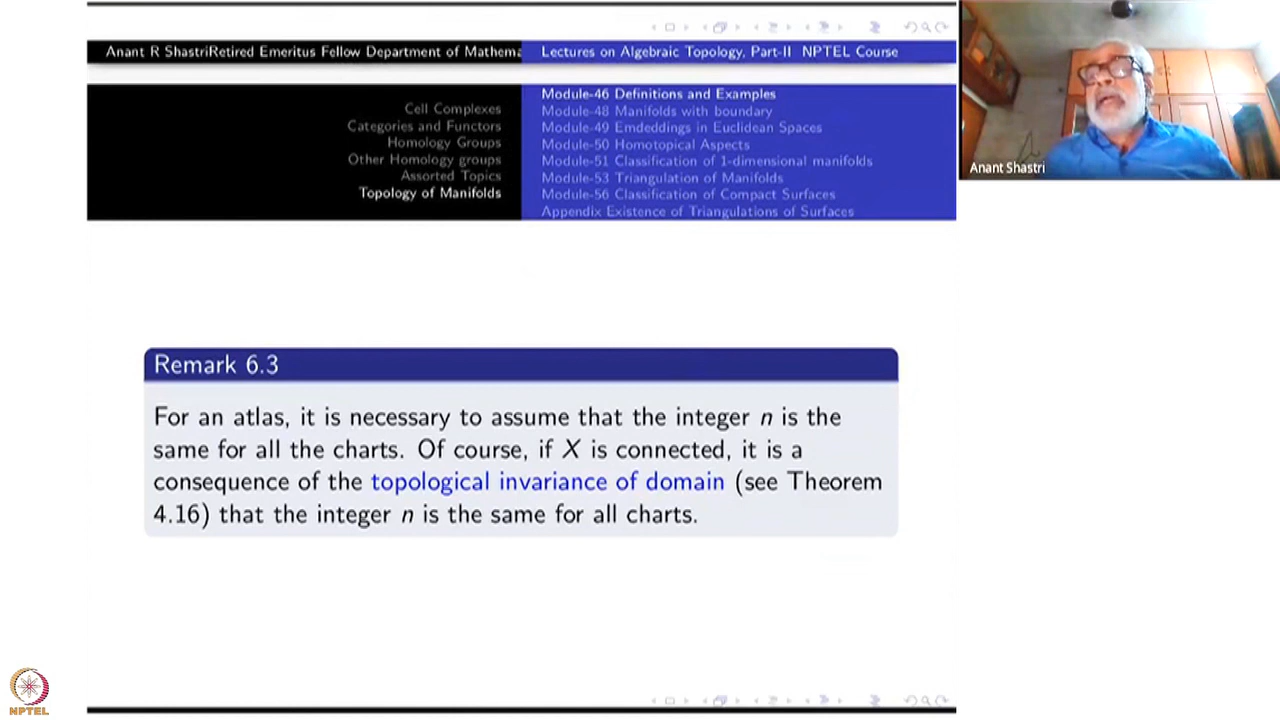 Anant R ShastriRetired Emeritus Fellow Department of Mathema
Lectures on Algebraic Topology, Part-II NPTEL Course
Cell Complexes
Categories and Functors
Homology Groups
Other Homology groups
Assorted Topics
Topology of Manifolds
Module-46 Definitions and Examples
Module-48 Manifolds with boundary
Module-49 Emdeddings in Euclidean Spaces
Module-50 Homotopical Aspects
Module-51 Classification of 1-dimensional manifolds
Module-53 Triangulation of Manifolds
Module-56 Classification of Compact Surfaces
Appendix Existence of Triangulations of Surfaces
Anant Shastri
Remark 6.3
For an atlas, it is necessary to assume that the integer n is the
same for all the charts. Of course, if X is connected, it is a
consequence of the topological invariance of domain (see Theorem
4.16) that the integer n is the same for all charts.
NPTEL